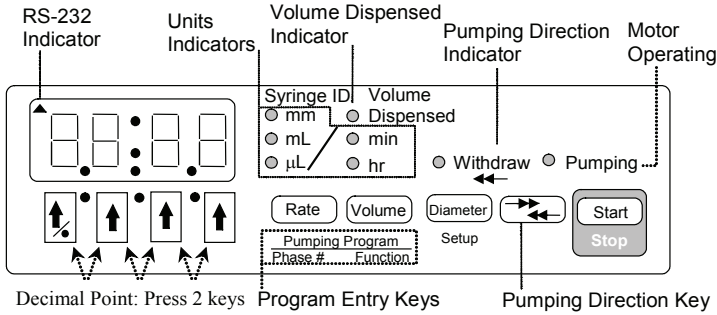 RS-232
Indicator
Units
Indicators
Volume Dispensed
Indicator
Pumping Direction
Indicator
Motor
Operating
Syringe ID
Volume
Dispensed
mm
mL
min
µL
hr
Withdraw
Pumping
Rate
Volume
Diameter
Start
Stop
Setup
Pumping Program
Phase # Function
Decimal Point: Press 2 keys
Program Entry Keys
Pumping Direction Key